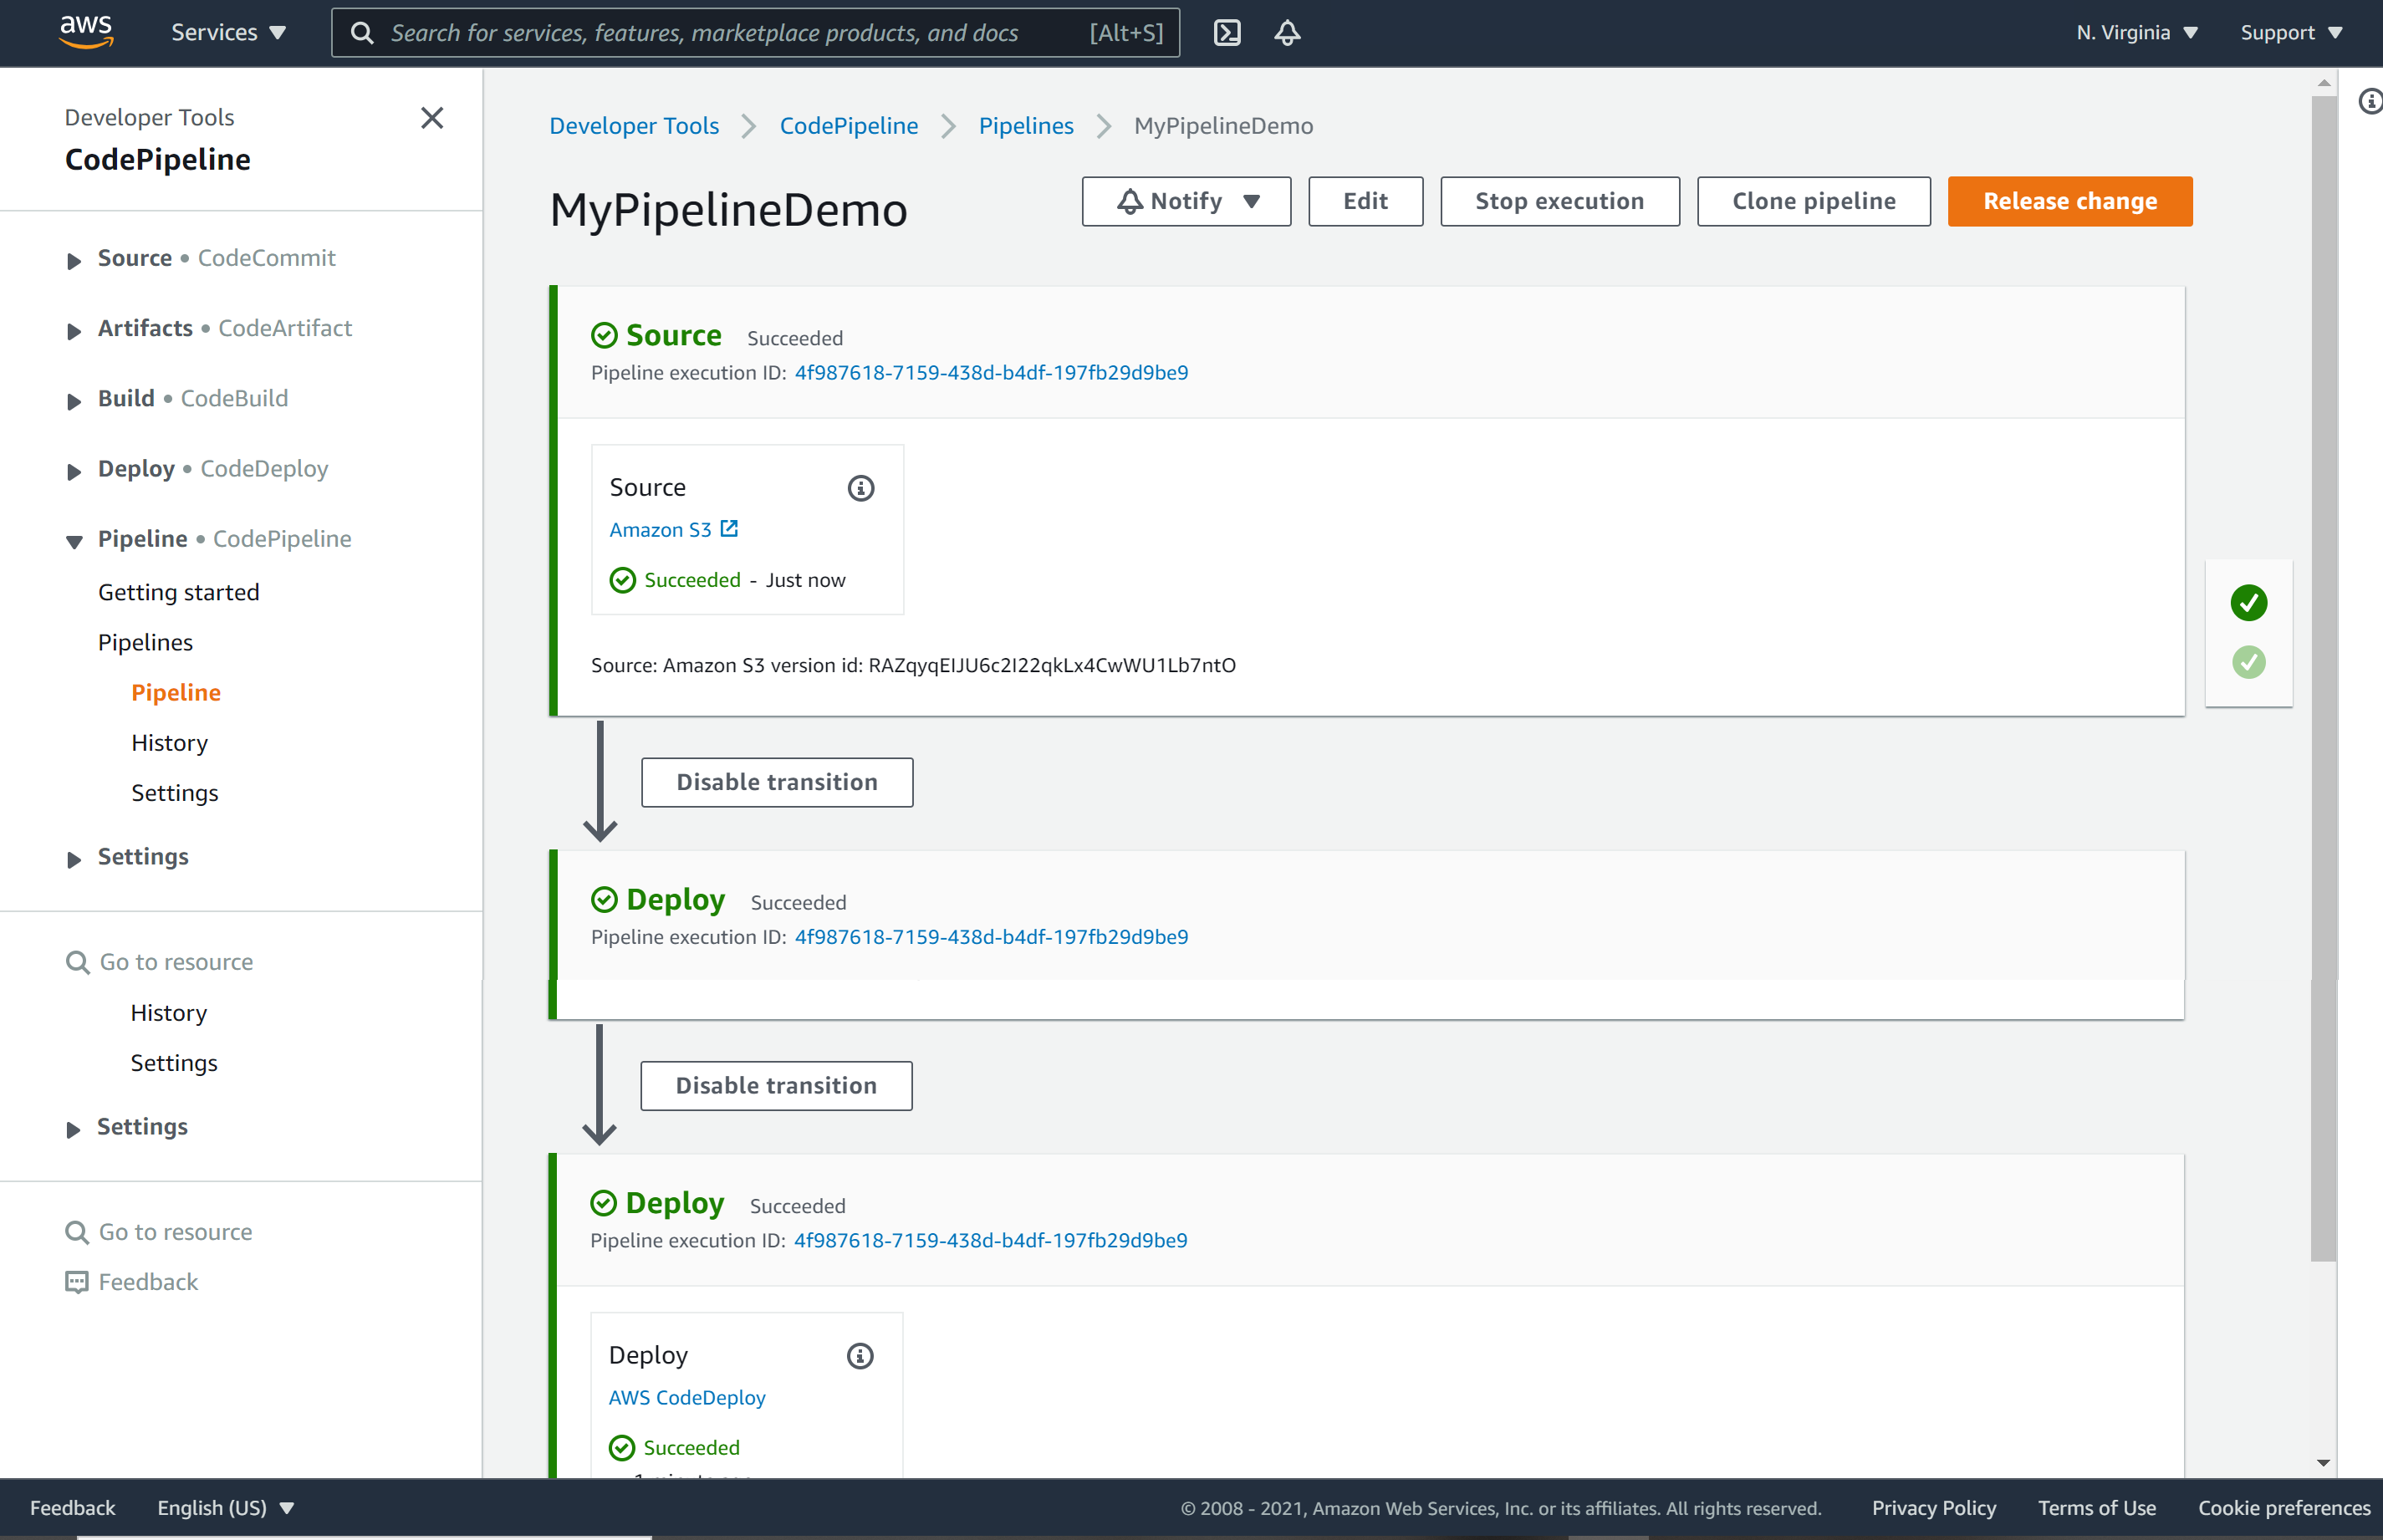 aws Services Search for services, features, marketplace products, and docs [Alt+S] N. Virginia Support
Developer Tools
CodePipeline
Source • CodeCommit
Artifacts • CodeArtifact
Build • CodeBuild
Deploy • CodeDeploy
Pipeline • CodePipeline
Getting started
Pipelines
Pipeline
History
Settings
Settings
Go to resource
History
Settings
Settings
Go to resource
Feedback
Developer Tools CodePipeline Pipelines MyPipelineDemo
MyPipelineDemo Notify Edit Stop execution Clone pipeline Release change
Source Succeeded
Pipeline execution ID: 4f987618-7159-438d-b4df-197fb29d9be9
Source
Amazon S3
Succeeded - Just now
Source: Amazon S3 version id: RAZqyqEIJU6c2I22qkLx4CwWU1Lb7ntO
Disable transition
Deploy Succeeded
Pipeline execution ID: 4f987618-7159-438d-b4df-197fb29d9be9
Disable transition
Deploy Succeeded
Pipeline execution ID: 4f987618-7159-438d-b4df-197fb29d9be9
Deploy
AWS CodeDeploy
Succeeded
Feedback English (US) © 2008 - 2021, Amazon Web Services, Inc. or its affiliates. All rights reserved. Privacy Policy Terms of Use Cookie preferences